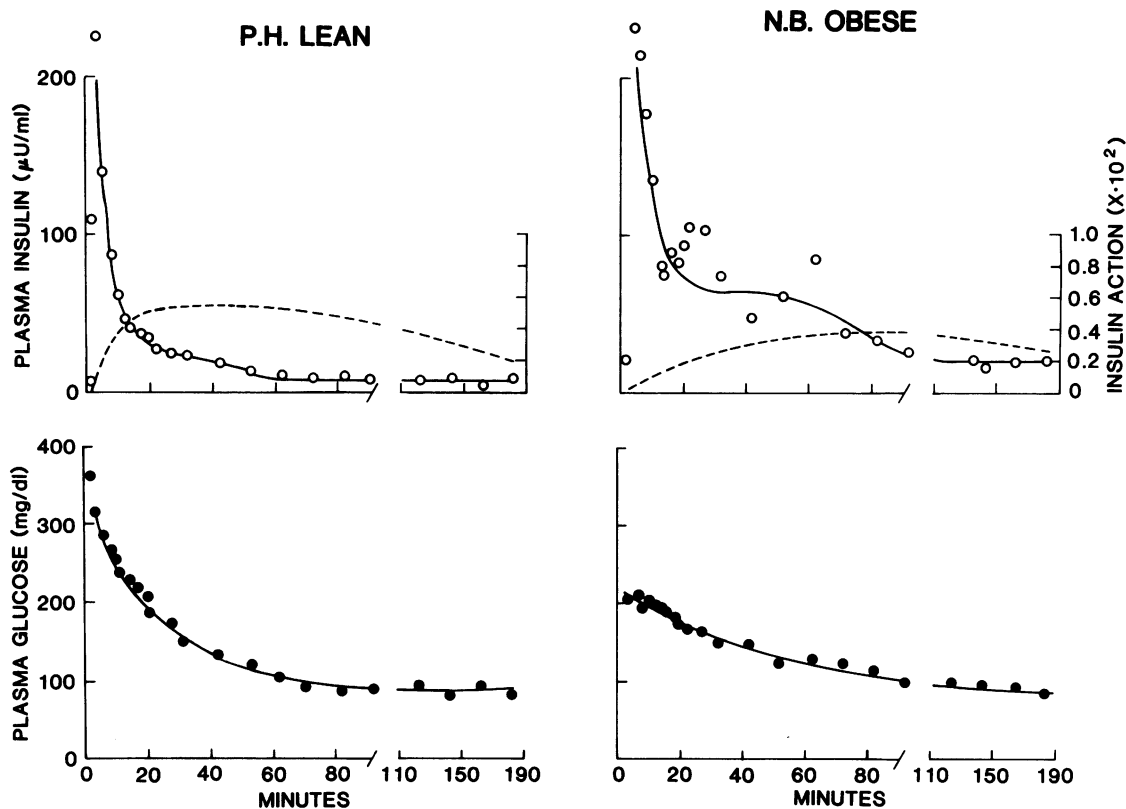 P.H. LEAN
N.B. OBESE
PLASMA INSULIN (µU/ml)
200
100
0
INSULIN ACTION (X·10²)
1.0
0.8
0.6
0.4
0.2
0
PLASMA GLUCOSE (mg/dl)
400
300
200
100
0
0 20 40 60 80 110 150 190
MINUTES
0 20 40 60 80 110 150 190
MINUTES